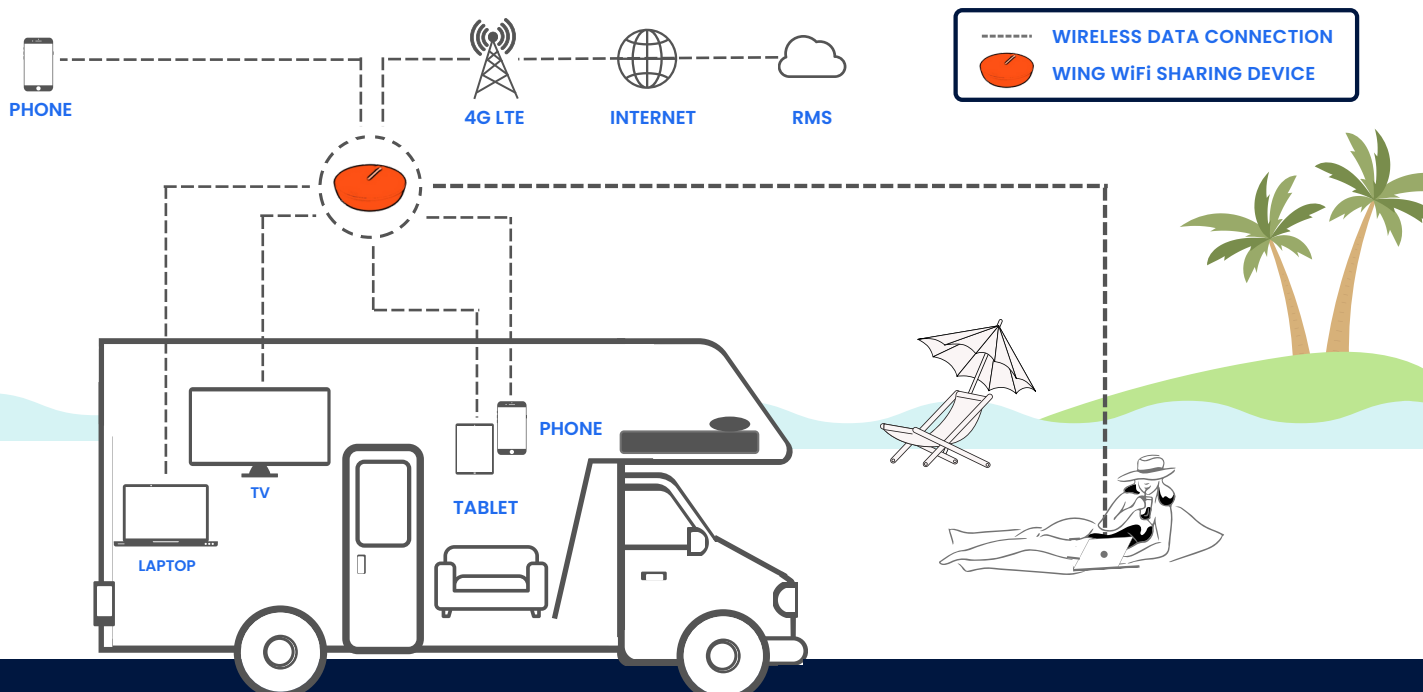 WIRELESS DATA CONNECTION
WING WiFi SHARING DEVICE
PHONE
4G LTE
INTERNET
RMS
PHONE
TV
TABLET
LAPTOP